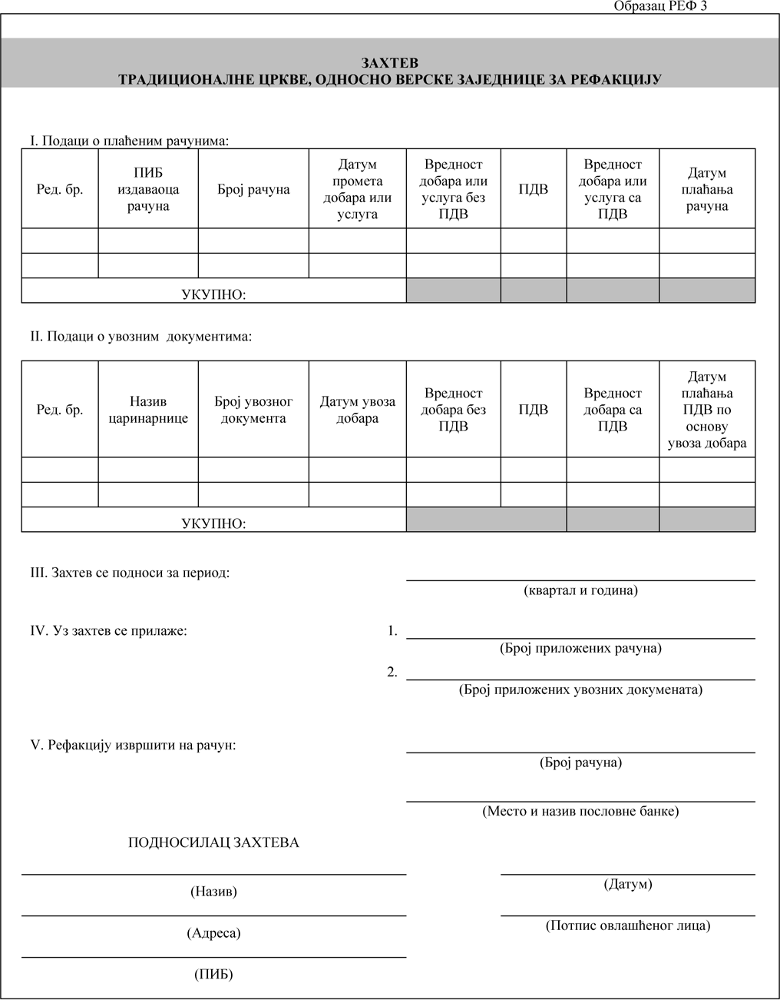 Образац РЕФ 3
ЗАХТЕВ
ТРАДИЦИОНАЛНЕ ЦРКВЕ, ОДНОСНО ВЕРСКЕ ЗАЈЕДНИЦЕ ЗА РЕФАКЦИЈУ
I. Подаци о плаћеним рачунима:
Ред. бр.
ПИБ
издаваоца
рачуна
Број рачуна
Датум
промета
добара или
услуга
Вредност
добара или
услуга без
ПДВ
ПДВ
Вредност
добара или
услуга са
ПДВ
Датум
плаћања
рачуна
УКУПНО:
II. Подаци о увозним документима:
Ред. бр.
Назив
царинарнице
Број увозног
документа
Датум увоза
добара
Вредност
добара без
ПДВ
ПДВ
Вредност
добара са
ПДВ
Датум
плаћања
ПДВ по
основу
увоза добара
УКУПНО:
III. Захтев се подноси за период:
(квартал и година)
IV. Уз захтев се прилаже:
1.
(Број приложених рачуна)
2.
(Број приложених увозних докумената)
V. Рефакцију извршити на рачун:
(Број рачуна)
(Место и назив пословне банке)
ПОДНОСИЛАЦ ЗАХТЕВА
(Назив)
(Датум)
(Адреса)
(Потпис овлашћеног лица)
(ПИБ)